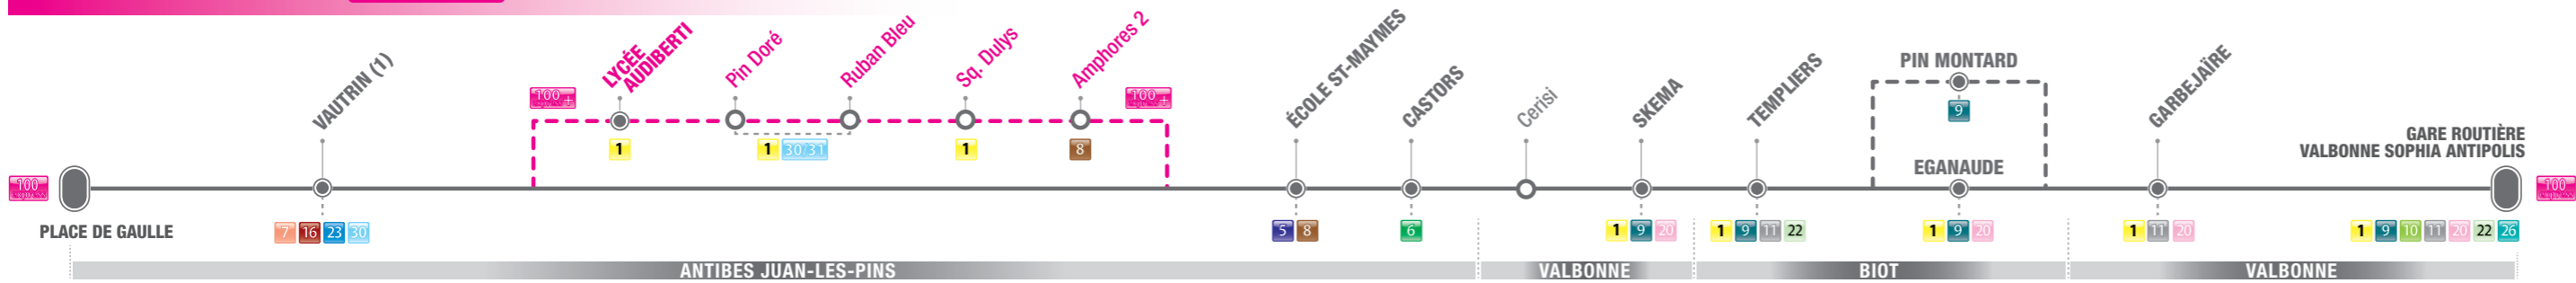 VAUTRIN (1)
LYCÉE
AUDIBERTI
Pin Doré
Ruban Bleu
Sq. Dulys
Amphores 2
ÉCOLE ST-MAYMES
CASTORS
Cerisi
SKEMA
TEMPLIERS
PIN MONTARD
GARBEJAÏRE
GARE ROUTIÈRE
VALBONNE SOPHIA ANTIPOLIS
100 +
100 +
9
1
1 30/31
1
8
EGANAUDE
100
100
PLACE DE GAULLE
7 16 23 30
5 8
6
1 9 20
1 9 11 22
1 9 20
1 11 20
1 9 10 11 20 22 26
ANTIBES JUAN-LES-PINS
VALBONNE
BIOT
VALBONNE